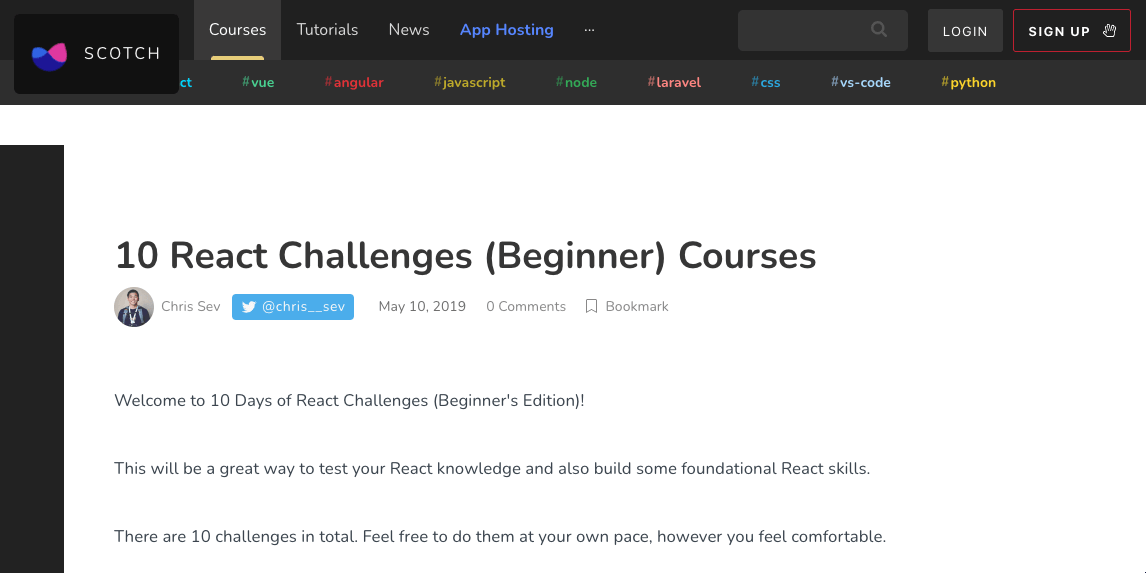 SCOTCH
Courses Tutorials News App Hosting ...
LOGIN SIGN UP
ct #vue #angular #javascript #node #laravel #css #vs-code #python
10 React Challenges (Beginner) Courses
Chris Sev @chris__sev May 10, 2019 0 Comments Bookmark
Welcome to 10 Days of React Challenges (Beginner's Edition)!
This will be a great way to test your React knowledge and also build some foundational React skills.
There are 10 challenges in total. Feel free to do them at your own pace, however you feel comfortable.